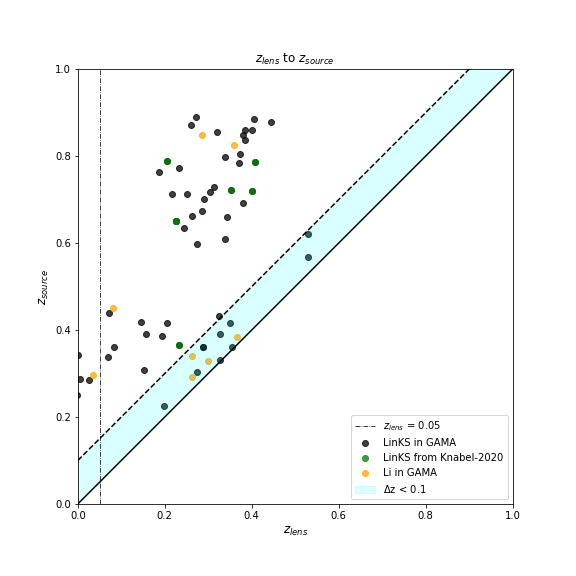 z_lens to z_source
1.0
0.8
0.6
0.4
0.2
0.0
z_source
0.0 0.2 0.4 0.6 0.8 1.0
z_lens
z_lens = 0.05
LinKS in GAMA
LinKS from Knabel-2020
Li in GAMA
Δz < 0.1